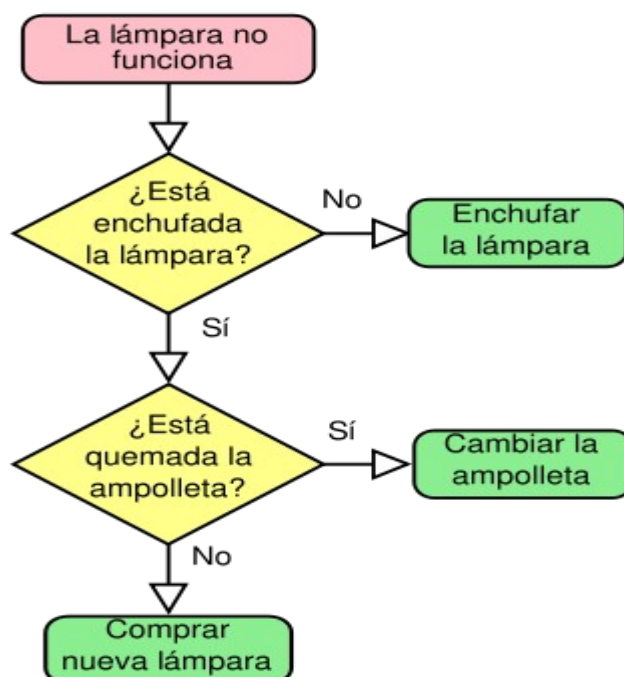 La lámpara no
funciona
¿Está
enchufada
la lámpara?
No
Enchufar
la lámpara
Sí
¿Está
quemada la
ampolleta?
Sí
Cambiar la
ampolleta
No
Comprar
nueva lámpara